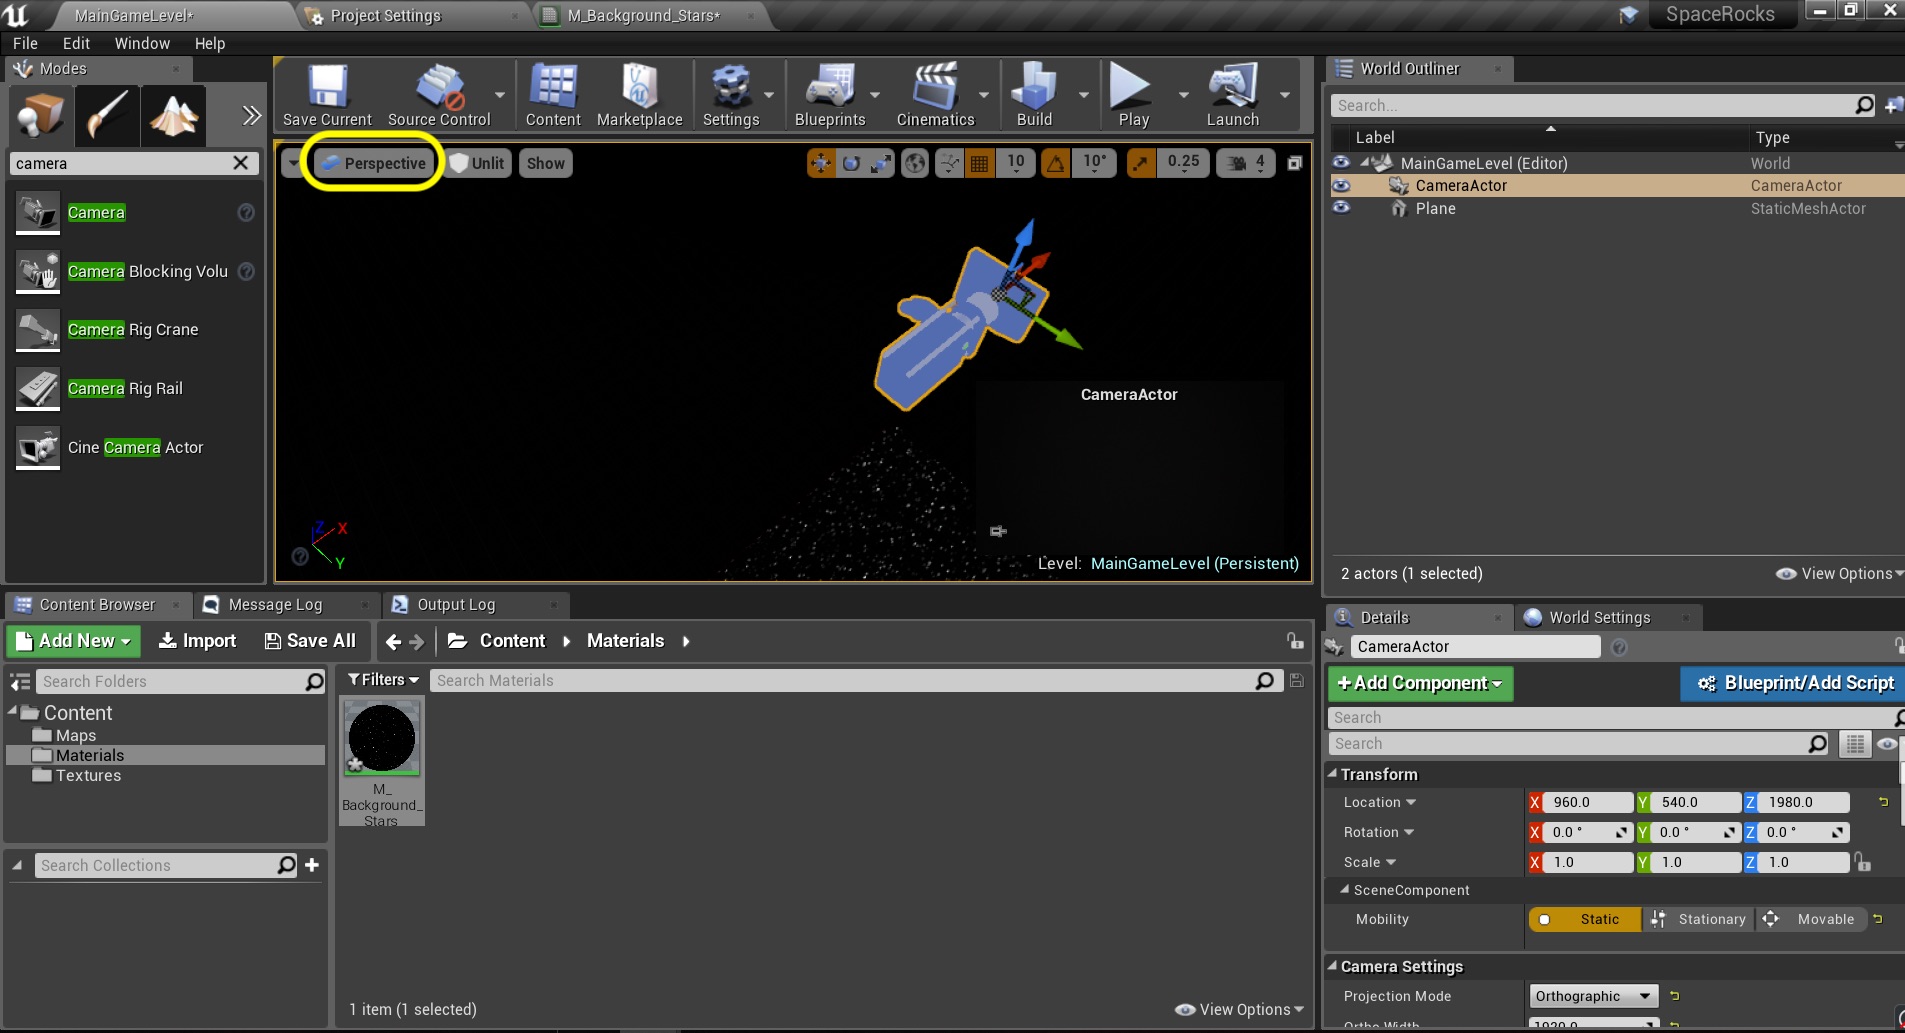 MainGameLevel*
Project Settings
M_Background_Stars*
SpaceRocks
File Edit Window Help
Modes
camera
Camera
Camera Blocking Volu
Camera Rig Crane
Camera Rig Rail
Cine Camera Actor
Save Current
Source Control
Content
Marketplace
Settings
Blueprints
Cinematics
Build
Play
Launch
Perspective
Unlit
Show
10
10°
0.25
4
CameraActor
Z X
Y
Level: MainGameLevel (Persistent)
World Outliner
Search...
Label Type
MainGameLevel (Editor) World
CameraActor CameraActor
Plane StaticMeshActor
2 actors (1 selected)
View Options
Content Browser
Message Log
Output Log
Add New
Import
Save All
Content
Materials
Search Folders
Content
Maps
Materials
Textures
Search Collections
Filters
Search Materials
M_
Background_
Stars
1 item (1 selected)
View Options
Details
World Settings
CameraActor
+Add Component
Blueprint/Add Script
Search
Search
Transform
Location X 960.0 Y 540.0 Z 1980.0
Rotation X 0.0 ° Y 0.0 ° Z 0.0 °
Scale X 1.0 Y 1.0 Z 1.0
SceneComponent
Mobility Static Stationary Movable
Camera Settings
Projection Mode Orthographic
Ortho Width 1920.0